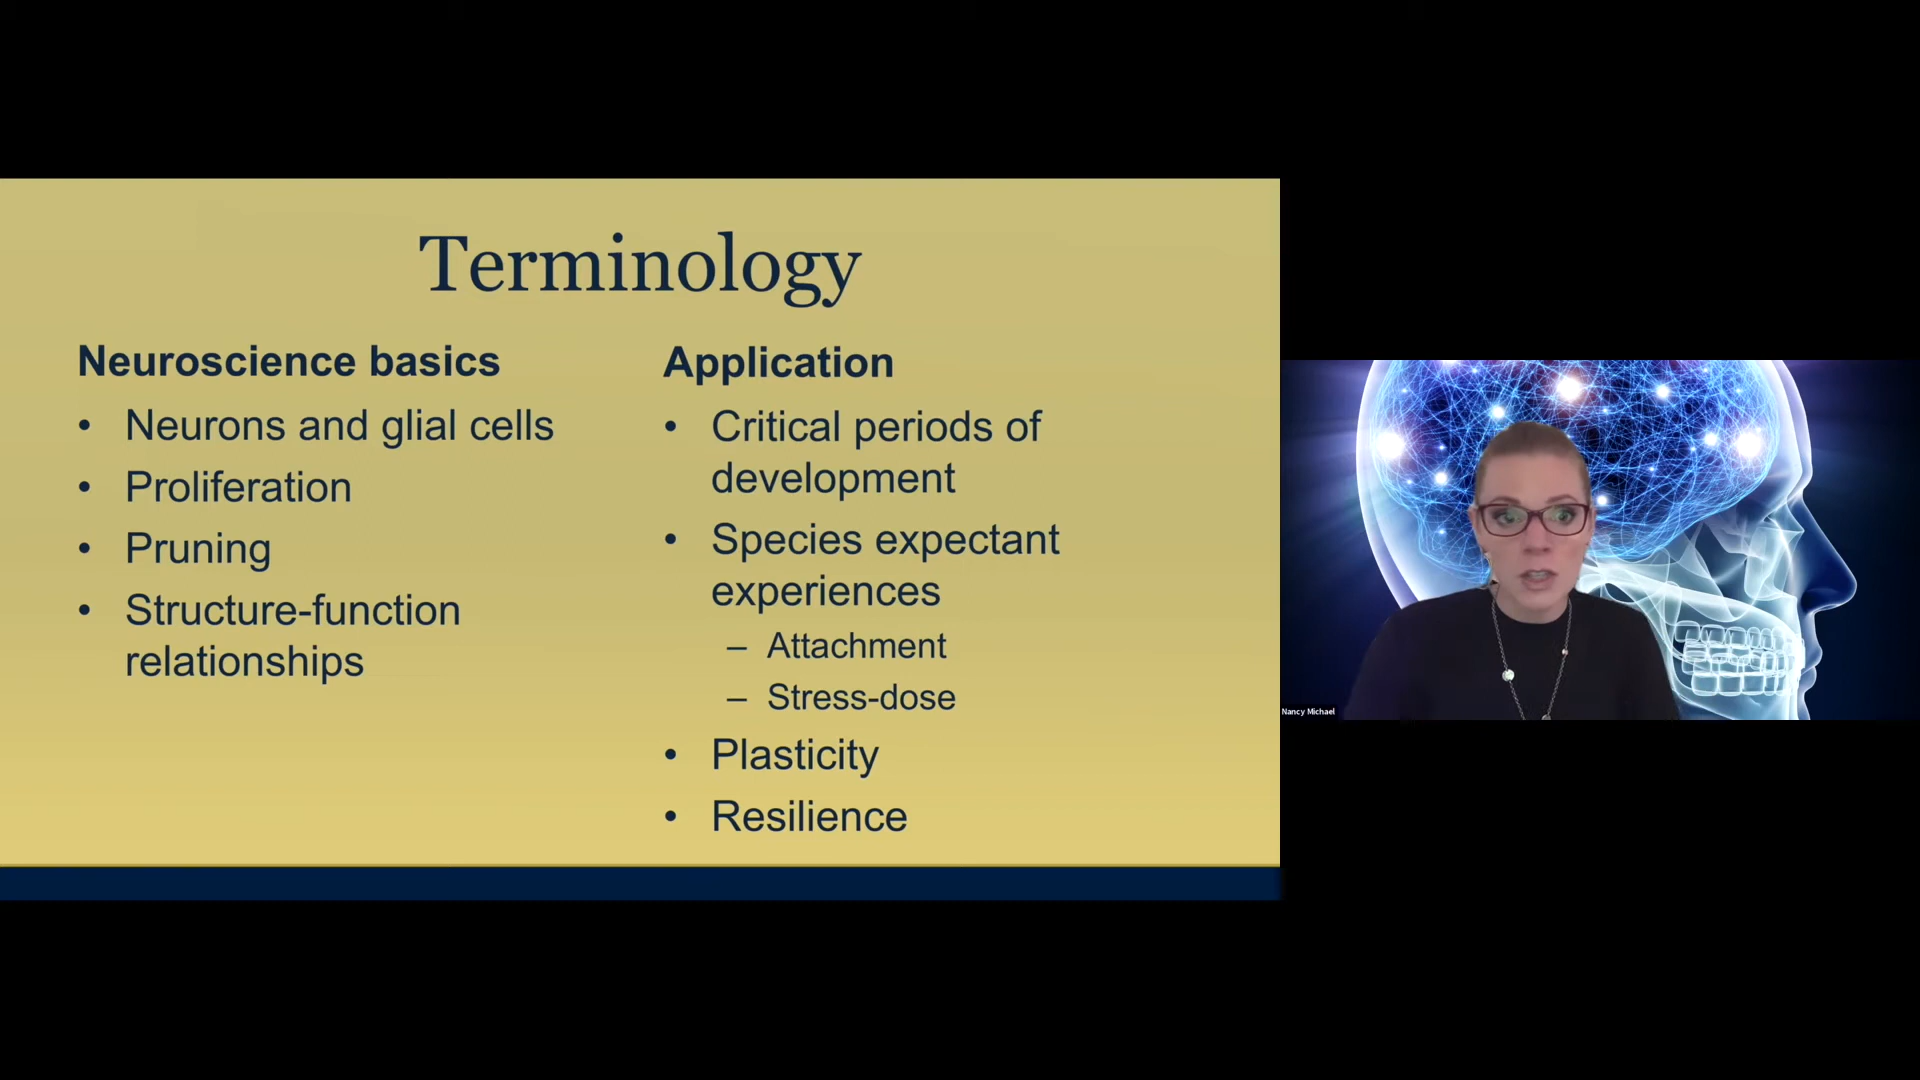 Terminology
Neuroscience basics
• Neurons and glial cells
• Proliferation
• Pruning
• Structure-function
relationships
Application
• Critical periods of
development
• Species expectant
experiences
– Attachment
– Stress-dose
• Plasticity
• Resilience
Nancy Michael